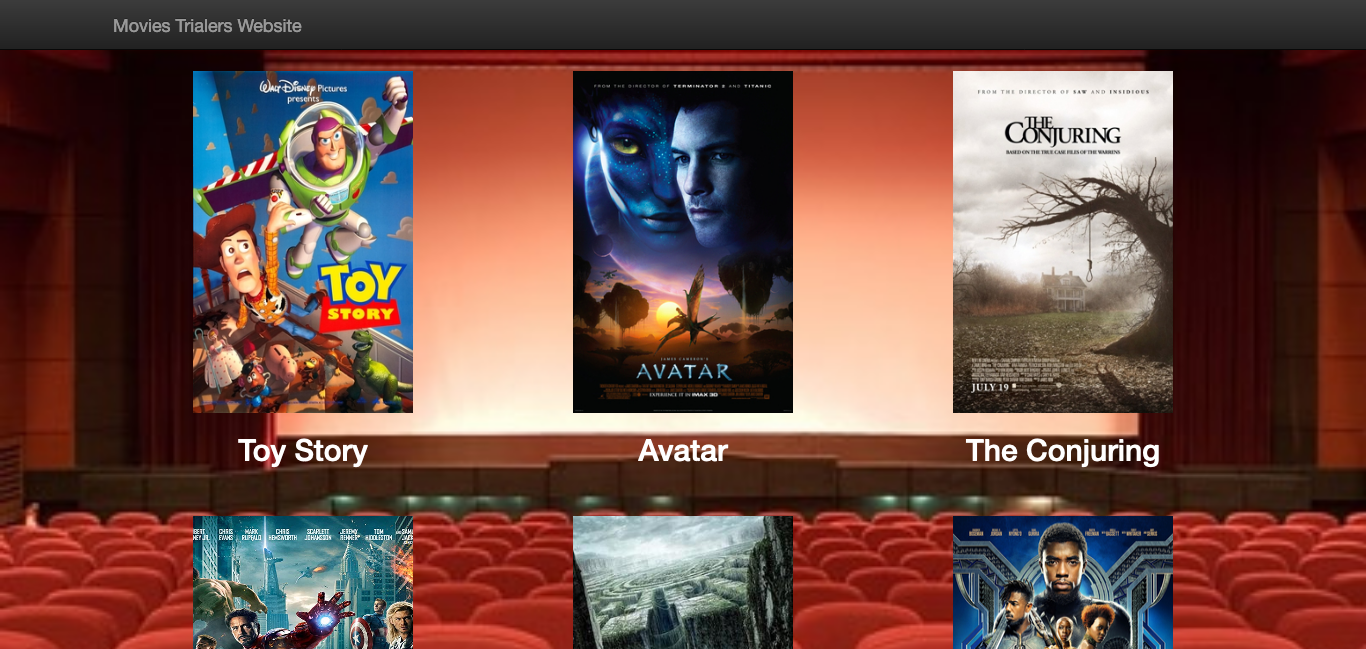 Movies Trialers Website
WALT DISNEY Pictures
presents
TOY
STORY
FROM THE DIRECTOR OF TERMINATOR 2 AND TITANIC
JAMES CAMERON'S
AVATAR
EXPERIENCE IT IN IMAX 3D
FROM THE DIRECTOR OF SAW AND INSIDIOUS
THE
CONJURING
BASED ON THE TRUE CASE FILES OF THE WARRENS
JULY 19
Toy Story
Avatar
The Conjuring
CHRIS EVANS
MARK RUFFALO
CHRIS HEMSWORTH
SCARLETT JOHANSSON
JEREMY RENNER
TOM HIDDLESTON